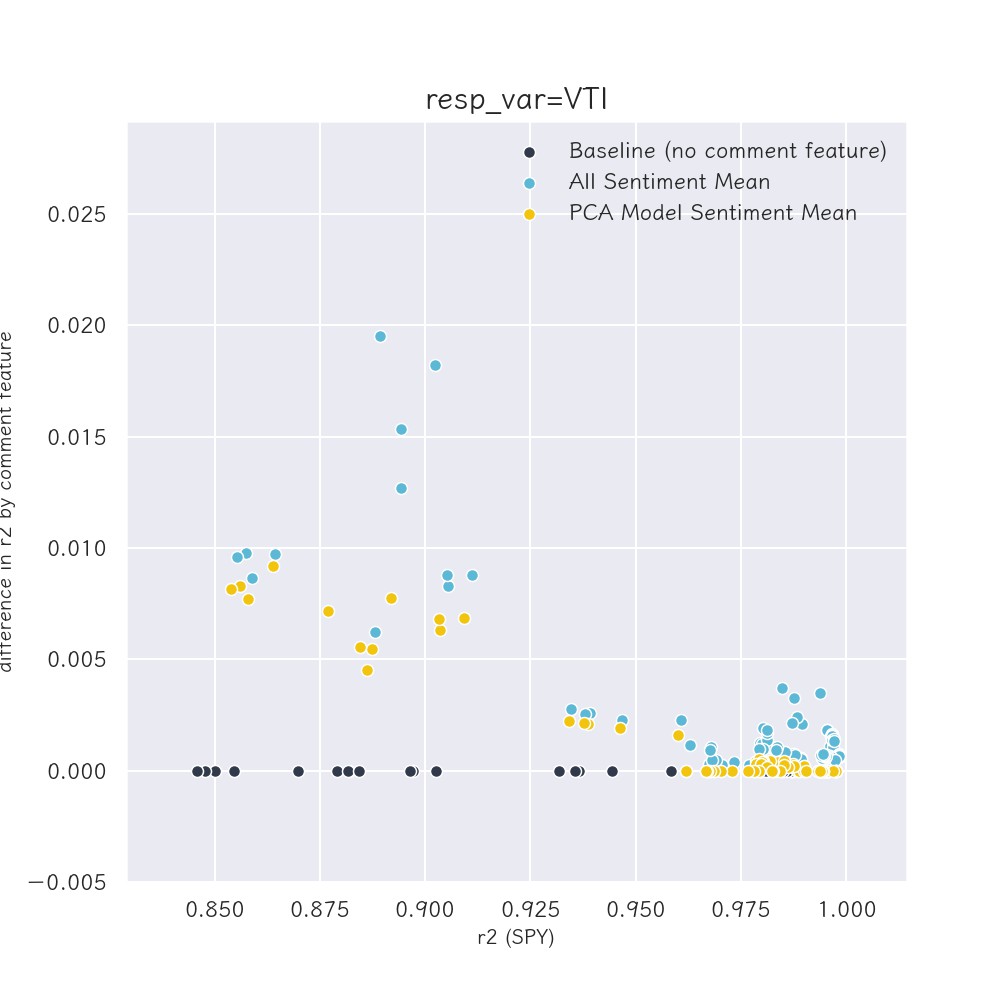 resp_var=VTI
Baseline (no comment feature)
All Sentiment Mean
PCA Model Sentiment Mean
difference in r2 by comment feature
0.025
0.020
0.015
0.010
0.005
0.000
−0.005
0.850 0.875 0.900 0.925 0.950 0.975 1.000
r2 (SPY)